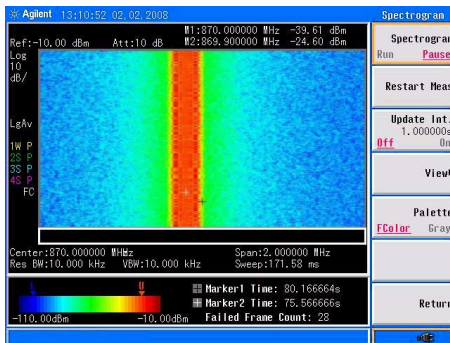 Agilent 13:10:52 02.02.2008
Spectrogram
M1:870.000000 MHz -39.61 dBm
Ref:-10.00 dBm Att:10 dB M2:869.900000 MHz -24.60 dBm
Log
10
dB/
LgAv
1W P
2S P
3S P
4S P
FC
Center:870.000000 MHz Span:2.000000 MHz
Res BW:10.000 kHz VBW:10.000 kHz Sweep:171.58 ms
L U
Marker1 Time: 80.166664s
Marker2 Time: 75.566666s
-110.00dBm -10.00dBm Failed Frame Count: 28
Spectrogram
Run Pause
Restart Meas
Update Int.
1.000000s
Off On
View
Palette
FColor Gray
Return